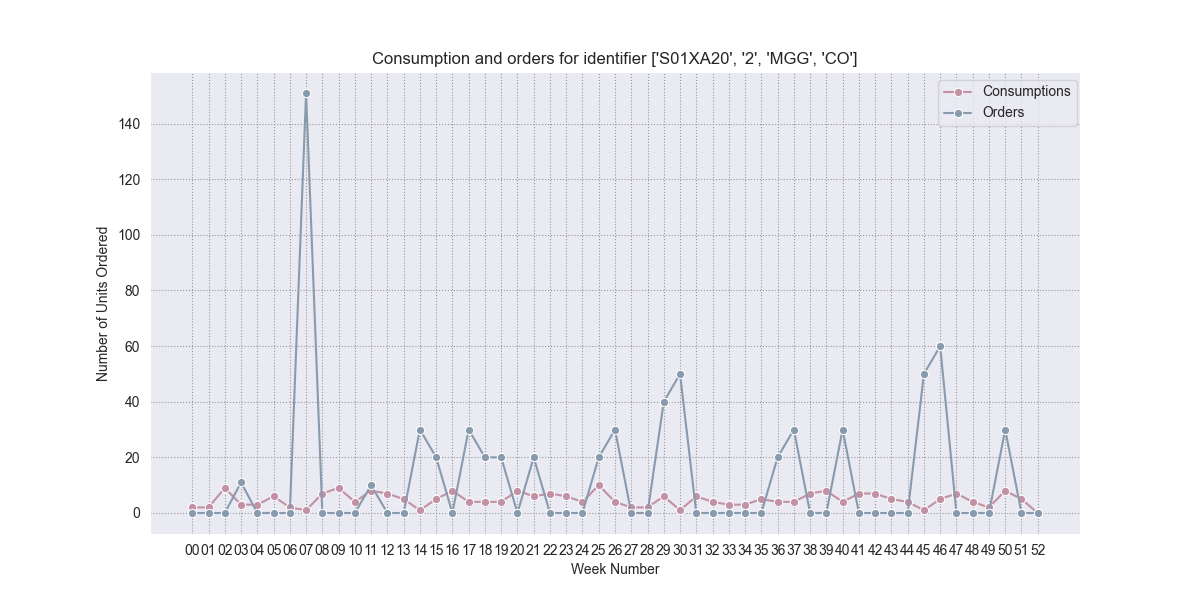 Consumption and orders for identifier ['S01XA20', '2', 'MGG', 'CO']
Consumptions
Orders
140
120
100
80
60
40
20
0
Number of Units Ordered
00 01 02 03 04 05 06 07 08 09 10 11 12 13 14 15 16 17 18 19 20 21 22 23 24 25 26 27 28 29 30 31 32 33 34 35 36 37 38 39 40 41 42 43 44 45 46 47 48 49 50 51 52
Week Number